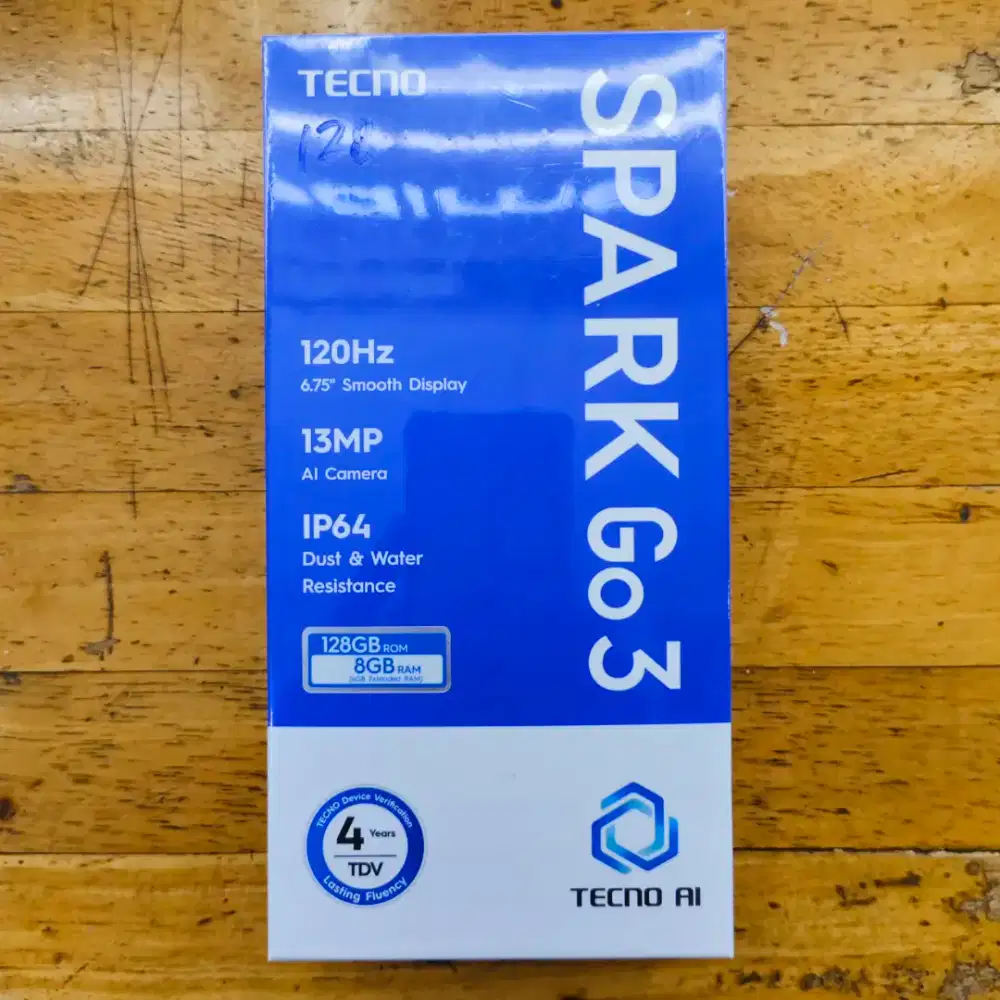 TECNO
128
SPARK Go 3
120Hz
6.75" Smooth Display
13MP
AI Camera
IP64
Dust & Water
Resistance
128GB ROM
8GB RAM
TECNO Device Verification
4 Years
TDV
Lasting Fluency
TECNO AI